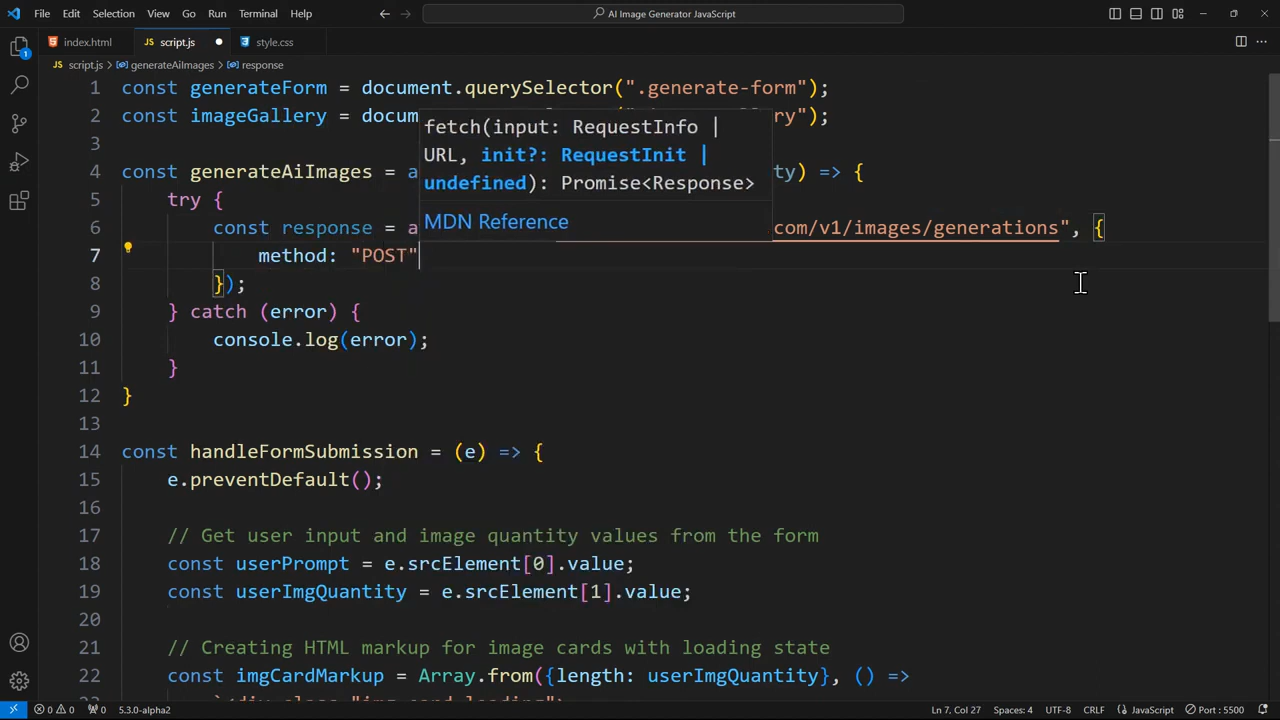 File Edit Selection View Go Run Terminal Help
AI Image Generator JavaScript
index.html
script.js
style.css
script.js > generateAiImages > response
1 const generateForm = document.querySelector(".generate-form");
2 const imageGallery = docum ry");
3
4 const generateAiImages = a ty) => {
5 try {
6 const response = a com/v1/images/generations", {
7 method: "POST"
8 });
9 } catch (error) {
10 console.log(error);
11 }
12 }
13
14 const handleFormSubmission = (e) => {
15 e.preventDefault();
16
17 // Get user input and image quantity values from the form
18 const userPrompt = e.srcElement[0].value;
19 const userImgQuantity = e.srcElement[1].value;
20
21 // Creating HTML markup for image cards with loading state
22 const imgCardMarkup = Array.from({length: userImgQuantity}, () =>
fetch(input: RequestInfo |
URL, init?: RequestInit |
undefined): Promise<Response>
MDN Reference
1
0 0 0 5.3.0-alpha2 Ln 7, Col 27 Spaces: 4 UTF-8 CRLF JavaScript Port : 5500